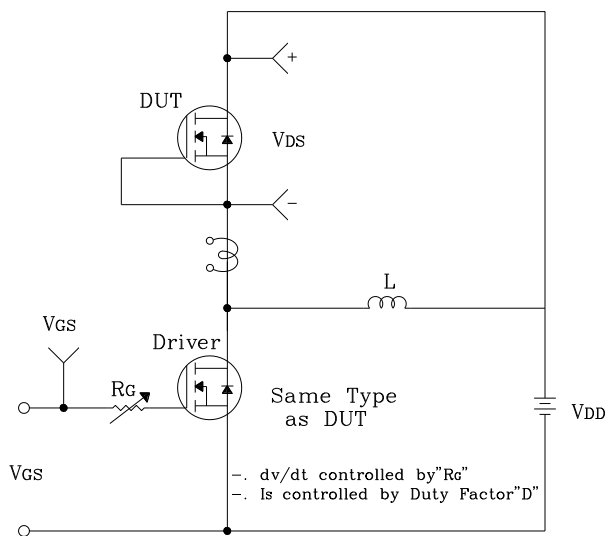 +
DUT
VDS
-
L
VGS
Driver
RG
Same Type
as DUT
VDD
VGS
-. dv/dt controlled by"RG"
-. Is controlled by Duty Factor"D"